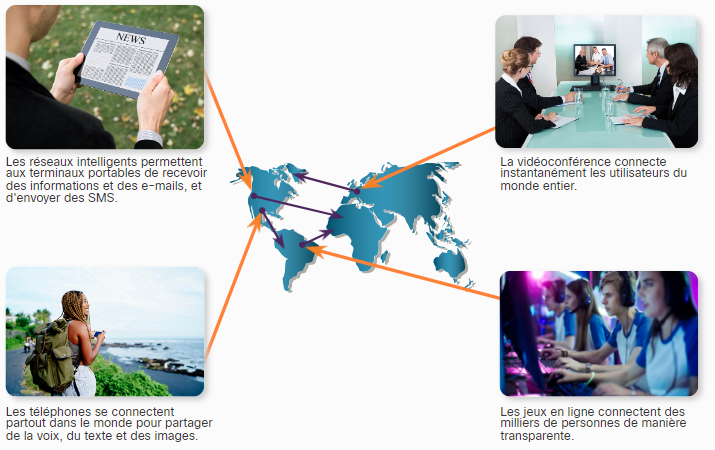 NEWS
Les réseaux intelligents permettent
aux terminaux portables de recevoir
des informations et des e-mails, et
d'envoyer des SMS.
La vidéoconférence connecte
instantanément les utilisateurs du
monde entier.
Les téléphones se connectent
partout dans le monde pour partager
de la voix, du texte et des images.
Les jeux en ligne connectent des
milliers de personnes de manière
transparente.